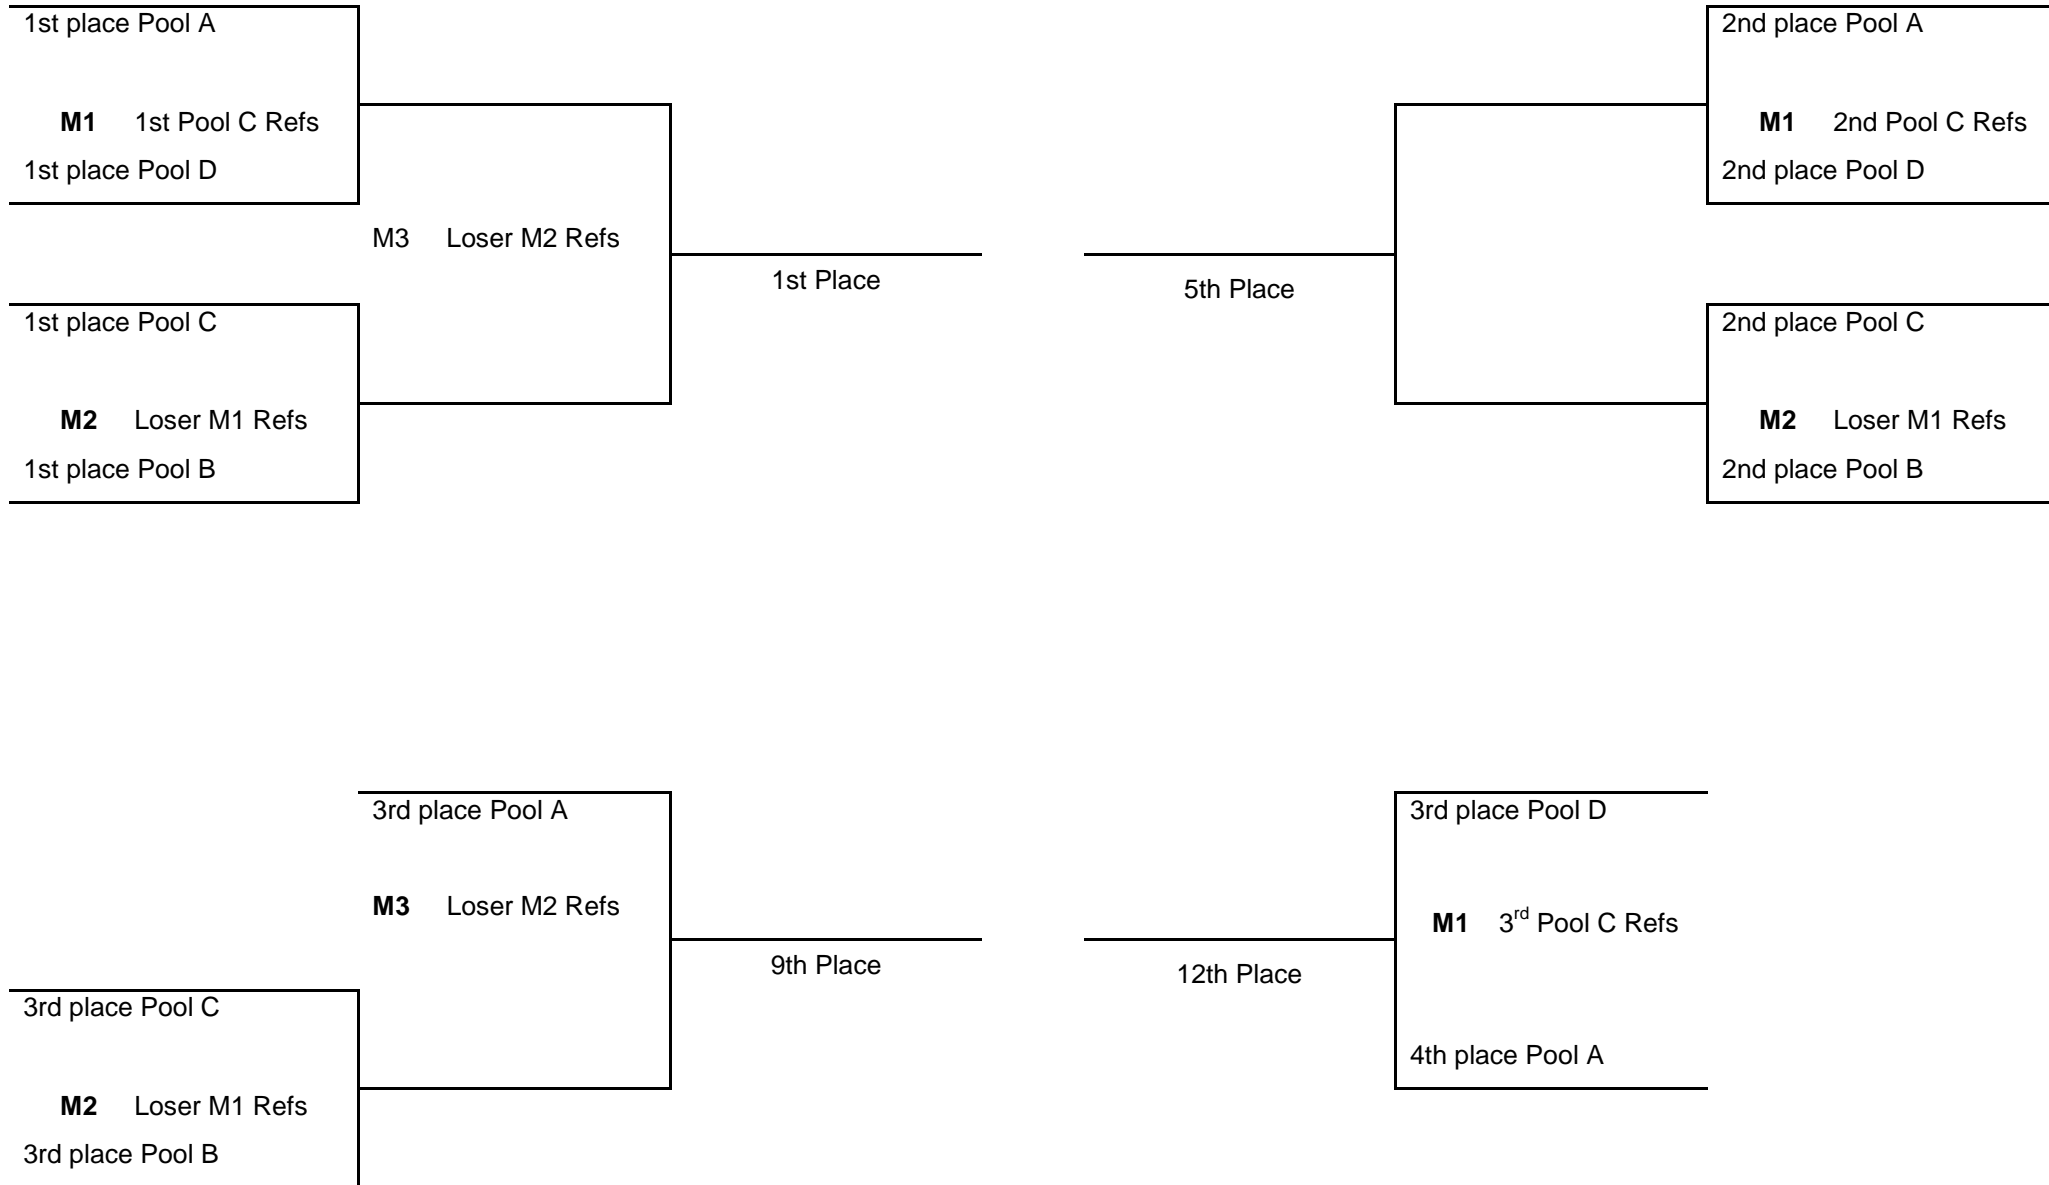 1st place Pool A
M1 1st Pool C Refs
1st place Pool D
M3 Loser M2 Refs
1st Place
1st place Pool C
M2 Loser M1 Refs
1st place Pool B
2nd place Pool A
M1 2nd Pool C Refs
2nd place Pool D
5th Place
2nd place Pool C
M2 Loser M1 Refs
2nd place Pool B
3rd place Pool A
M3 Loser M2 Refs
9th Place
3rd place Pool C
M2 Loser M1 Refs
3rd place Pool B
3rd place Pool D
M1 3rd Pool C Refs
12th Place
4th place Pool A